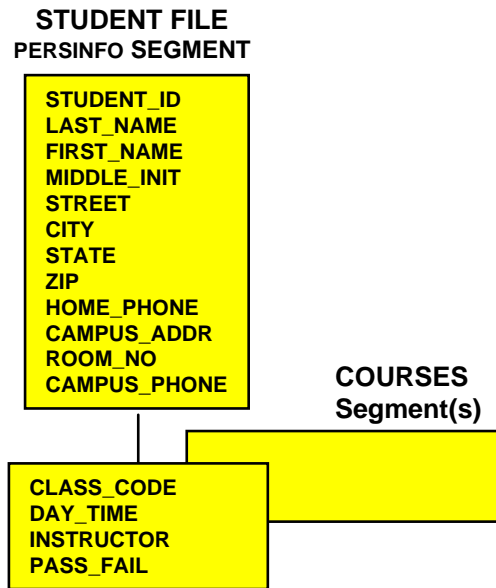 STUDENT FILE
PERSINFO SEGMENT
STUDENT_ID
LAST_NAME
FIRST_NAME
MIDDLE_INIT
STREET
CITY
STATE
ZIP
HOME_PHONE
CAMPUS_ADDR
ROOM_NO
CAMPUS_PHONE
COURSES
Segment(s)
CLASS_CODE
DAY_TIME
INSTRUCTOR
PASS_FAIL